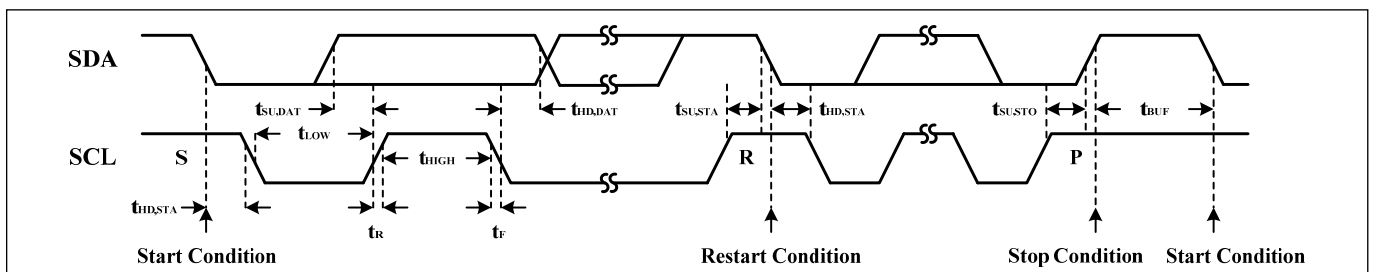 SDA
tSU,DAT
tHD,DAT
tSU,STA
tHD,STA
tSU,STO
tBUF
tLOW
SCL
S
tHIGH
R
P
tHD,STA
tR
tF
Start Condition
Restart Condition
Stop Condition
Start Condition